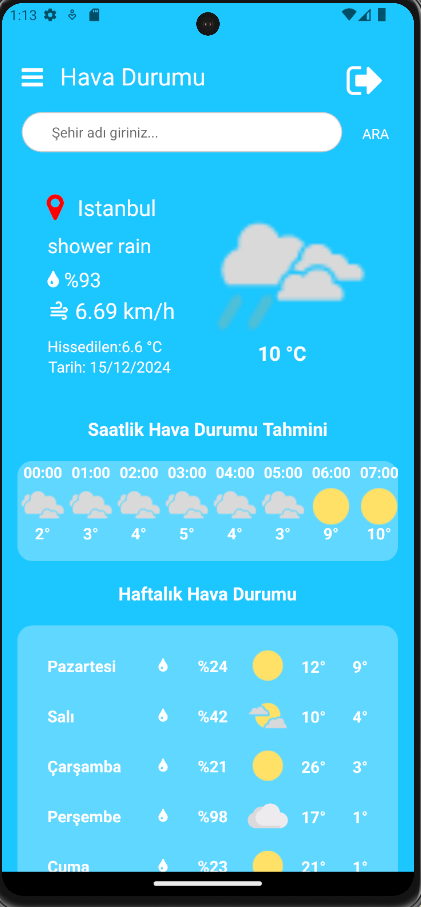 1:13
Hava Durumu
Şehir adı giriniz...
ARA
Istanbul
shower rain
%93
6.69 km/h
Hissedilen:6.6 °C
Tarih: 15/12/2024
10 °C
Saatlik Hava Durumu Tahmini
00:00 01:00 02:00 03:00 04:00 05:00 06:00 07:00
2° 3° 4° 5° 4° 3° 9° 10°
Haftalık Hava Durumu
Pazartesi %24 12° 9°
Salı %42 10° 4°
Çarşamba %21 26° 3°
Perşembe %98 17° 1°
Cuma %23 21° 1°